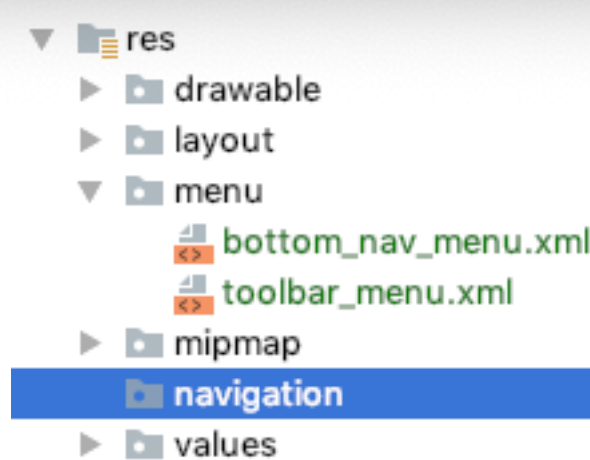 res
drawable
layout
menu
bottom_nav_menu.xml
toolbar_menu.xml
mipmap
navigation
values